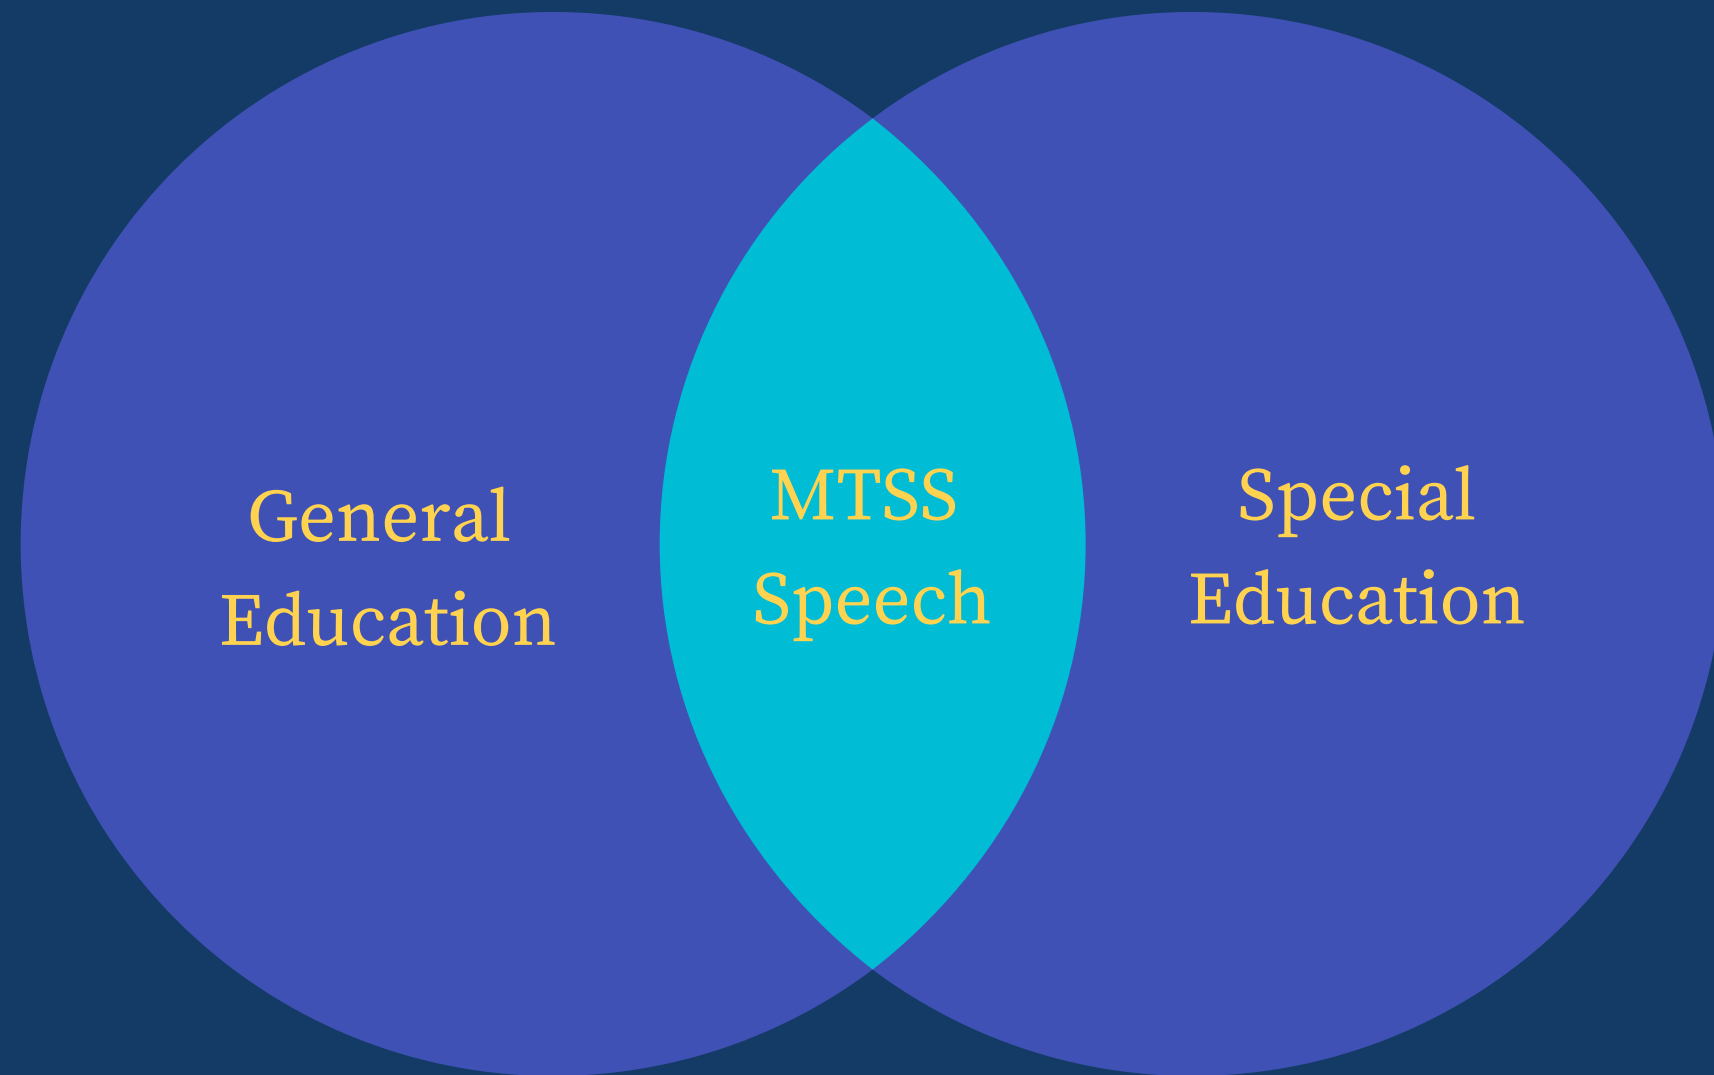 General
Education
MTSS
Speech
Special
Education